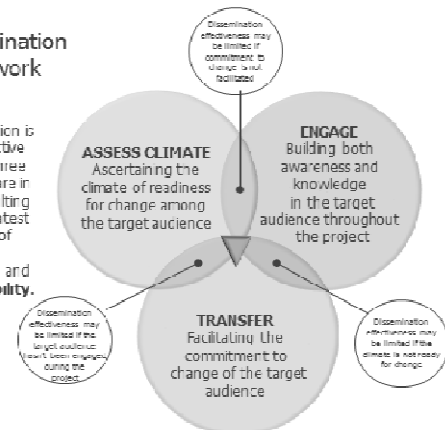 ination
work
ion is
tive
hree
are in
lting
test
of
and
bility.
Dissemination
effectiveness may
be limited if
commitment to
change is not
facilitated
ASSESS CLIMATE
Ascertaining the
climate of readiness
for change among
the target audience
ENGAGE
Building both
awareness and
knowledge
in the target
audience throughout
the project
Dissemination
effectiveness may
be limited if the
target audience
hasn't been engaged
during the
project
TRANSFER
Facilitating the
commitment to
change of the target
audience
Dissemination
effectiveness may
be limited if the
climate is not ready
for change